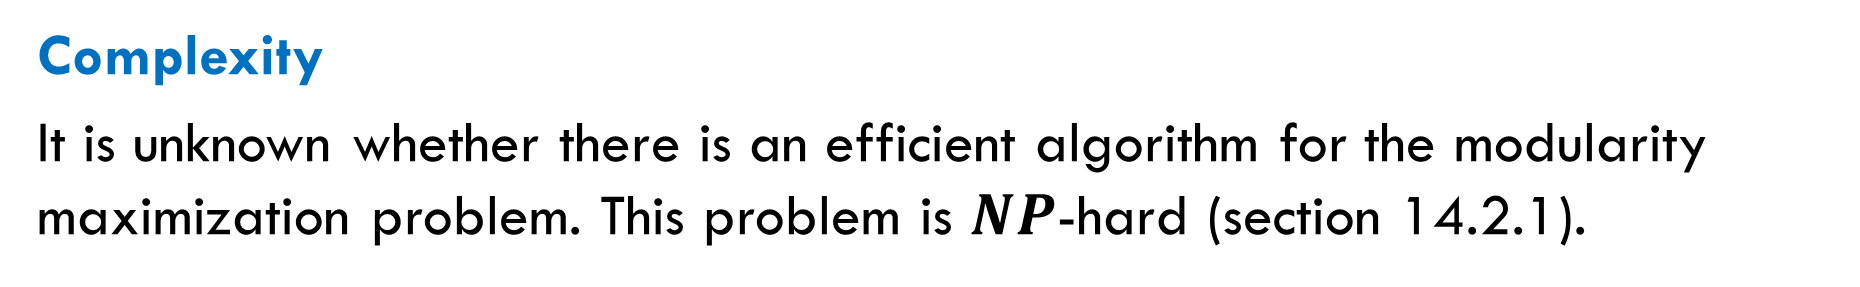 Complexity
It is unknown whether there is an efficient algorithm for the modularity
maximization problem. This problem is NP-hard (section 14.2.1).